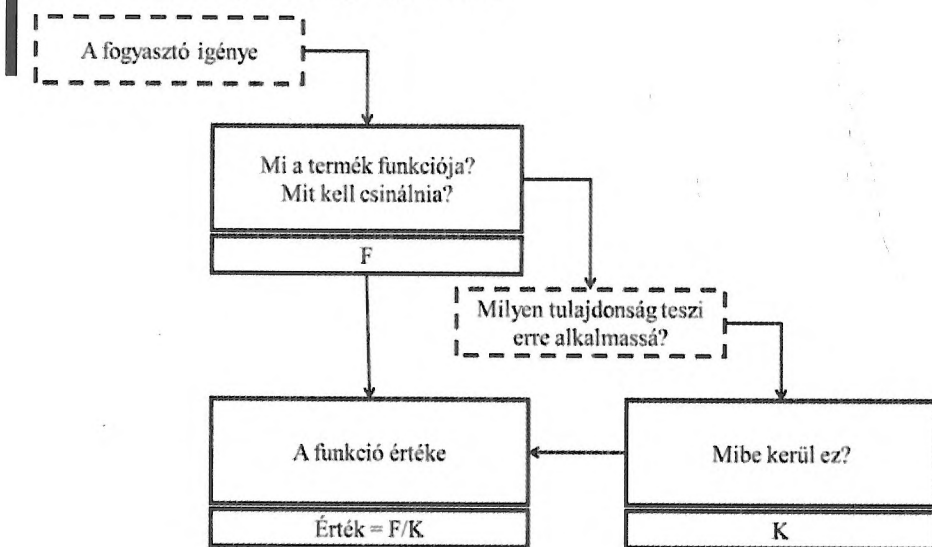 A fogyasztó igénye
Mi a termék funkciója?
Mit kell csinálnia?
F
Milyen tulajdonság teszi
erre alkalmassá?
A funkció értéke
Érték = F/K
Mibe kerül ez?
K